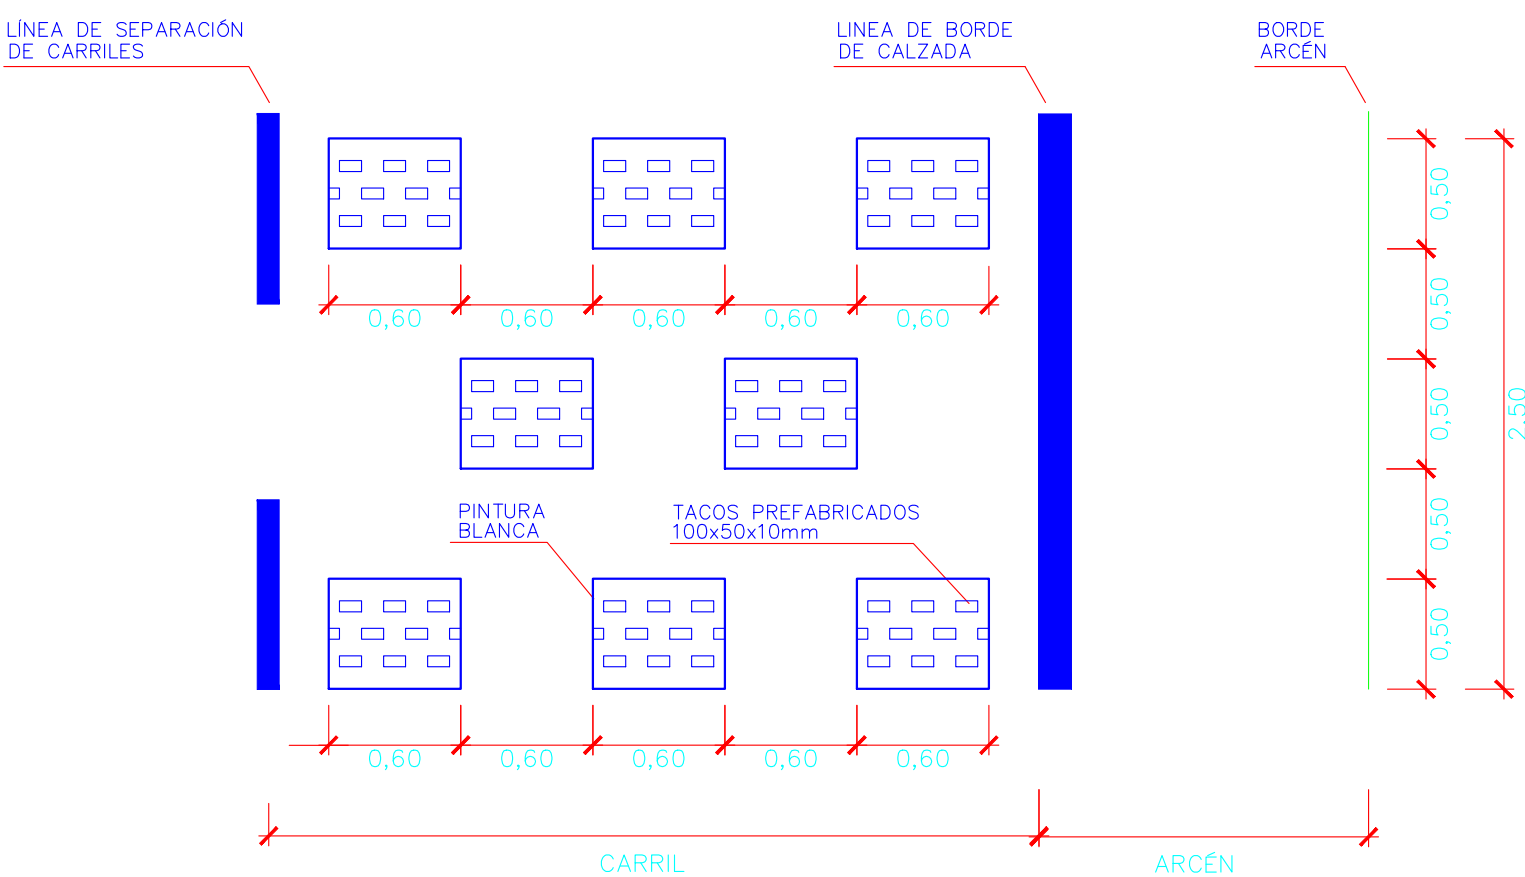 LÍNEA DE SEPARACIÓN
DE CARRILES
LINEA DE BORDE
DE CALZADA
BORDE
ARCÉN
0,50
0,50
0,50
0,50
0,50
2.50
0,60
0,60
0,60
0,60
0,60
PINTURA
BLANCA
TACOS PREFABRICADOS
100x50x10mm
0,60
0,60
0,60
0,60
0,60
CARRIL
ARCÉN